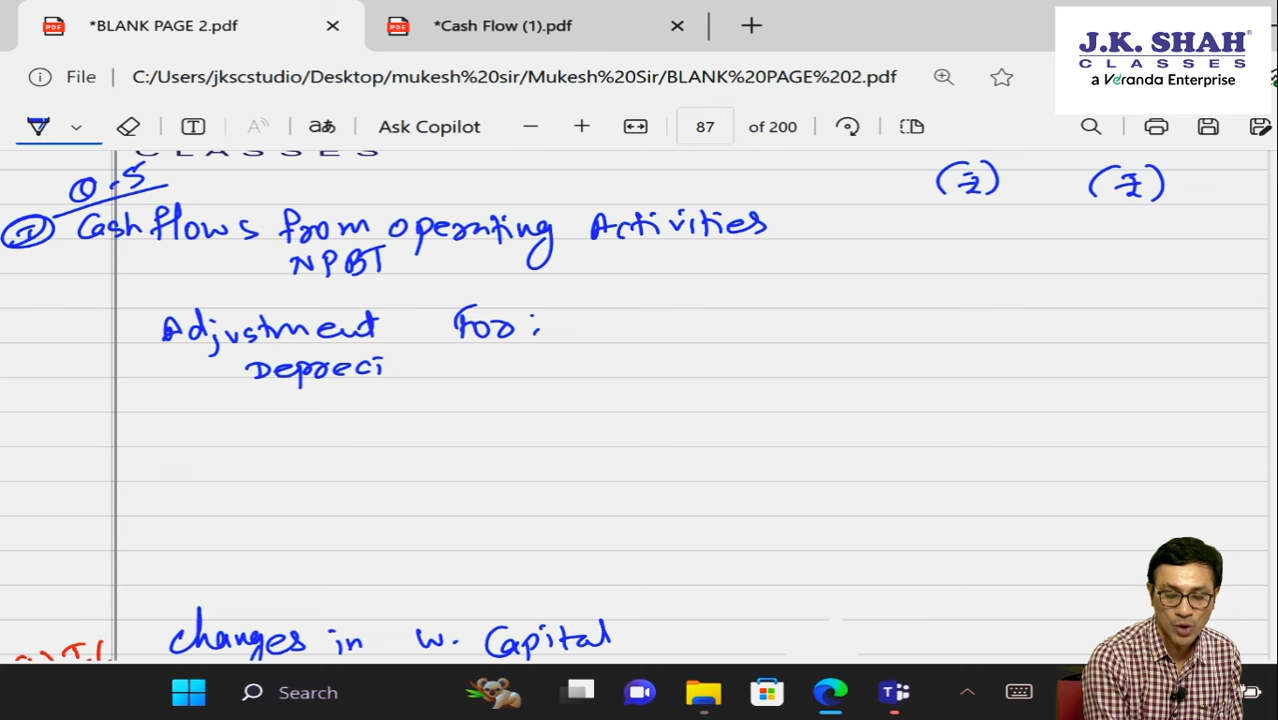 *BLANK PAGE 2.pdf
*Cash Flow (1).pdf
J.K. SHAH
CLASSES
a Veranda Enterprise
File C:/Users/jkscstudio/Desktop/mukesh%20sir/Mukesh%20Sir/BLANK%20PAGE%202.pdf
Ask Copilot
87 of 200
CLASSES
Q.5
I Cash flows from operating Activities
NPBT
Adjustment For:
Depreci
Changes in w. Capital
Search